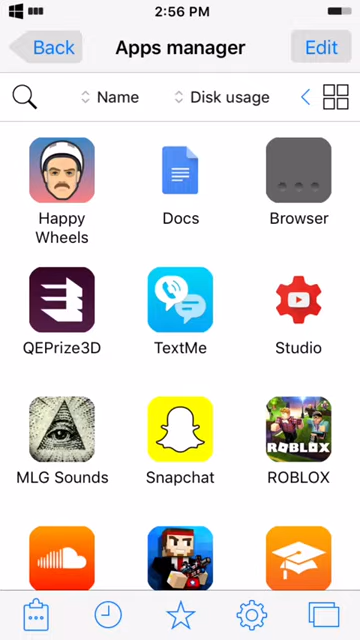 2:56 PM
Back
Apps manager
Edit
Name
Disk usage
Happy
Wheels
Docs
Browser
QEPrize3D
TextMe
Studio
ROBLOX
MLG Sounds
Snapchat
ROBLOX